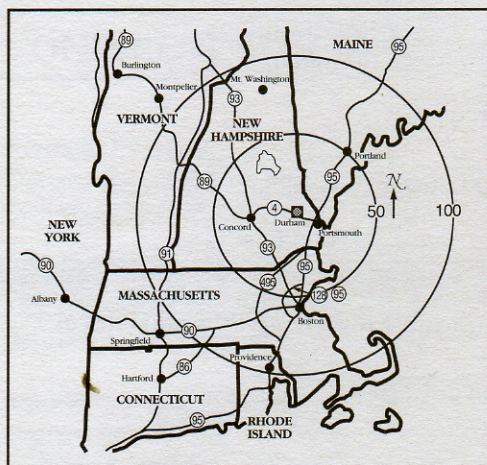 MAINE
95
89
Burlington
Mt. Washington
Montpelier
93
VERMONT
NEW
HAMPSHIRE
Portland
95
89
4
N
NEW
YORK
Concord
Durham
Portsmouth
50
100
93
91
90
95
495
MASSACHUSETTS
128
95
Albany
Boston
90
Springfield
Providence
86
Hartford
CONNECTICUT
95
RHODE
ISLAND